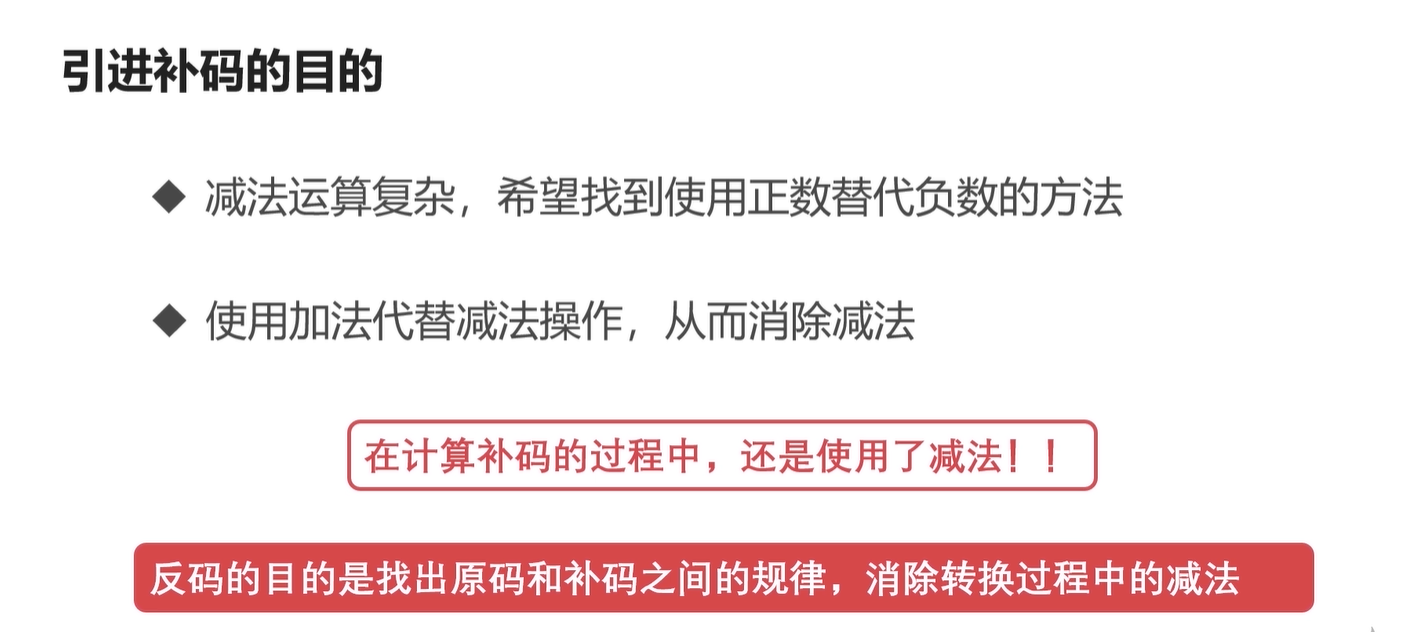 引进补码的目的
◆ 减法运算复杂，希望找到使用正数替代负数的方法
◆ 使用加法代替减法操作，从而消除减法
在计算补码的过程中，还是使用了减法！！
反码的目的是找出原码和补码之间的规律，消除转换过程中的减法